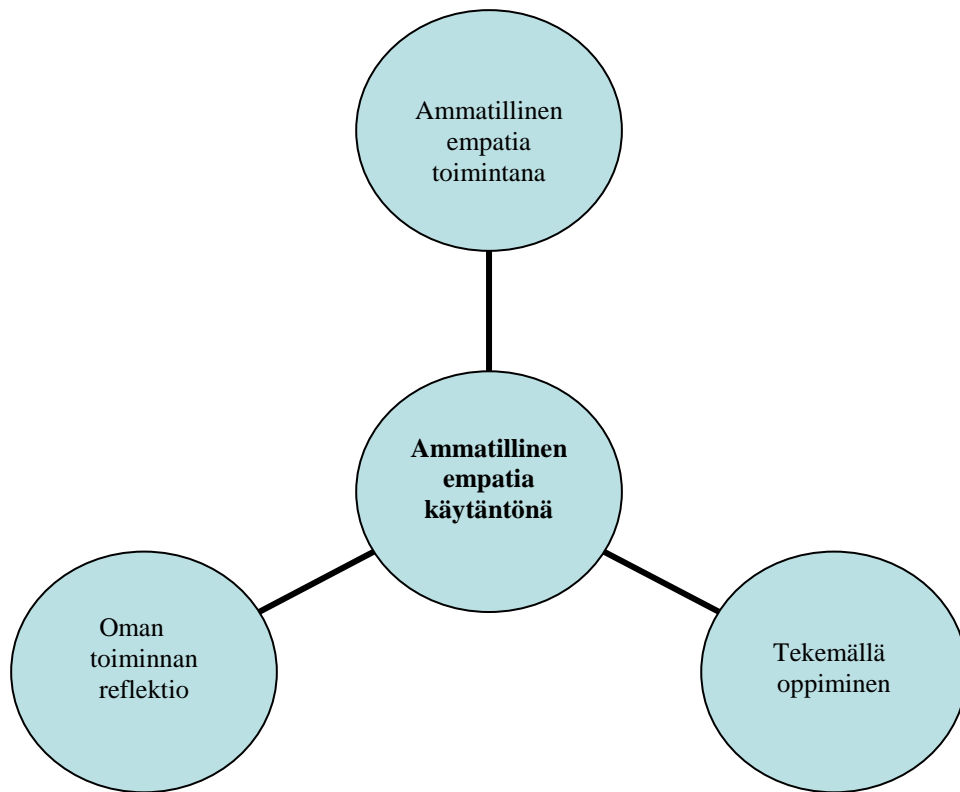 Ammatillinen
empatia
toimintana
Ammatillinen
empatia
käytäntönä
Oman
toiminnan
reflektio
Tekemällä
oppiminen